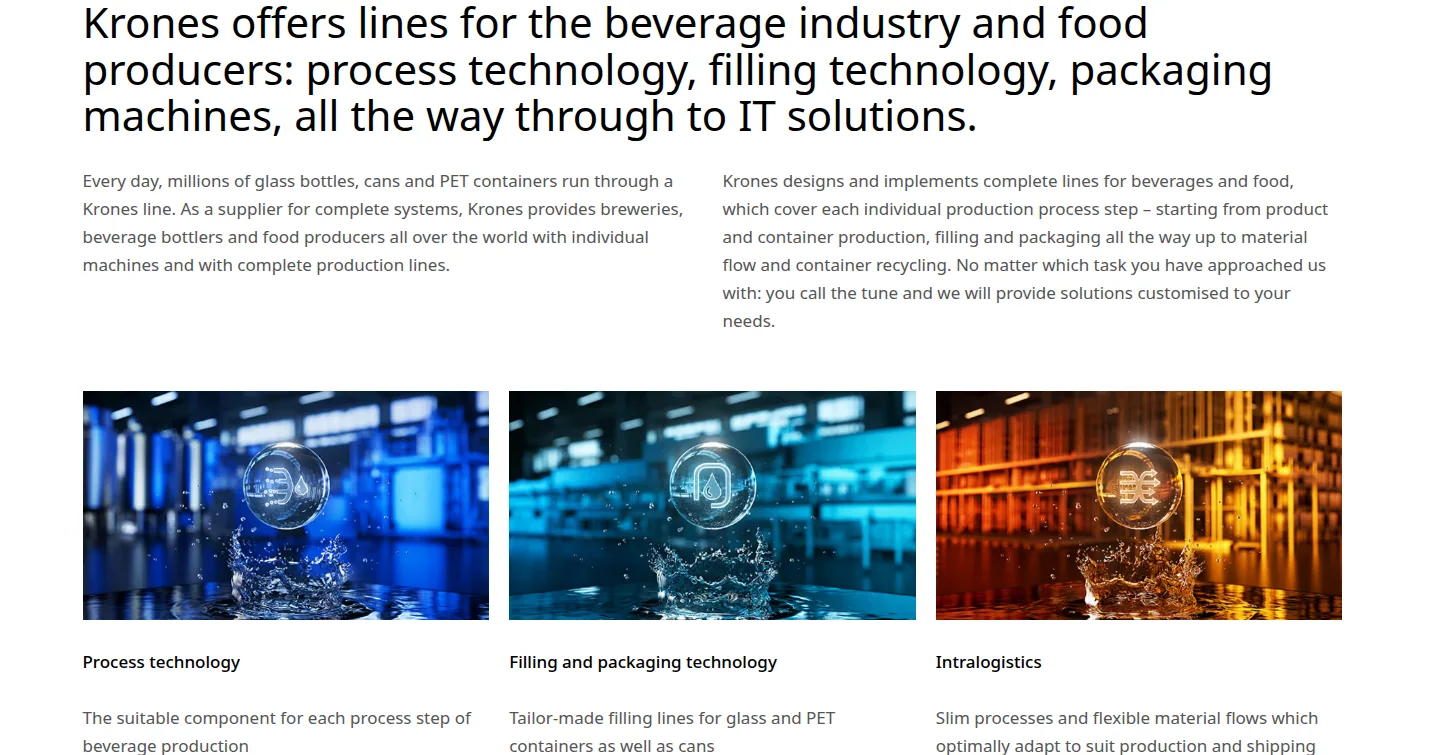 Krones offers lines for the beverage industry and food
producers: process technology, filling technology, packaging
machines, all the way through to IT solutions.
Every day, millions of glass bottles, cans and PET containers run through a
Krones line. As a supplier for complete systems, Krones provides breweries,
beverage bottlers and food producers all over the world with individual
machines and with complete production lines.
Krones designs and implements complete lines for beverages and food,
which cover each individual production process step – starting from product
and container production, filling and packaging all the way up to material
flow and container recycling. No matter which task you have approached us
with: you call the tune and we will provide solutions customised to your
needs.
Process technology
The suitable component for each process step of
beverage production
Filling and packaging technology
Tailor-made filling lines for glass and PET
containers as well as cans
Intralogistics
Slim processes and flexible material flows which
optimally adapt to suit production and shipping